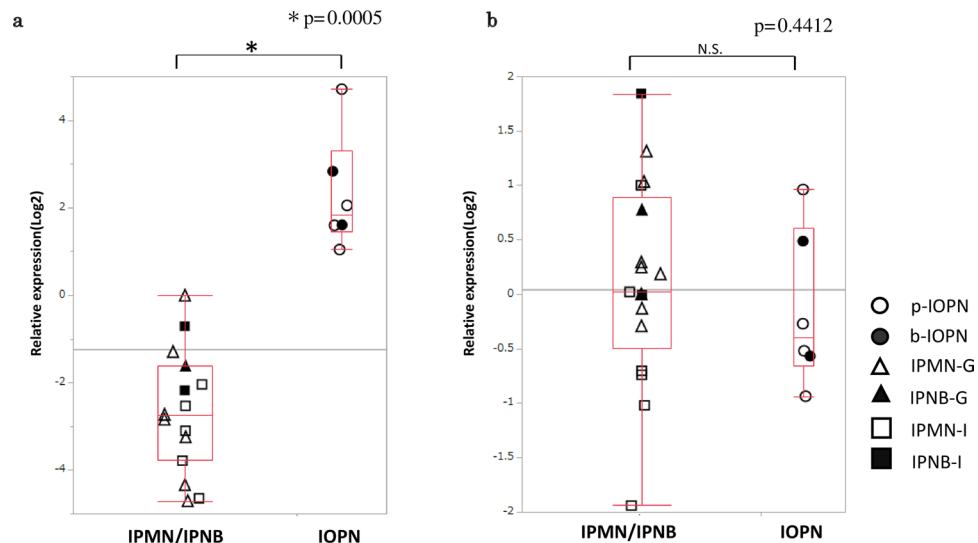 a
* p=0.0005
*
Relative expression(Log2)
4
2
0
-2
-4
IPMN/IPNB
IOPN
b
p=0.4412
N.S.
Relative expression(Log2)
2
1.5
1
0.5
0
-0.5
-1
-1.5
-2
IPMN/IPNB
IOPN
p-IOPN
b-IOPN
IPMN-G
IPNB-G
IPMN-I
IPNB-I